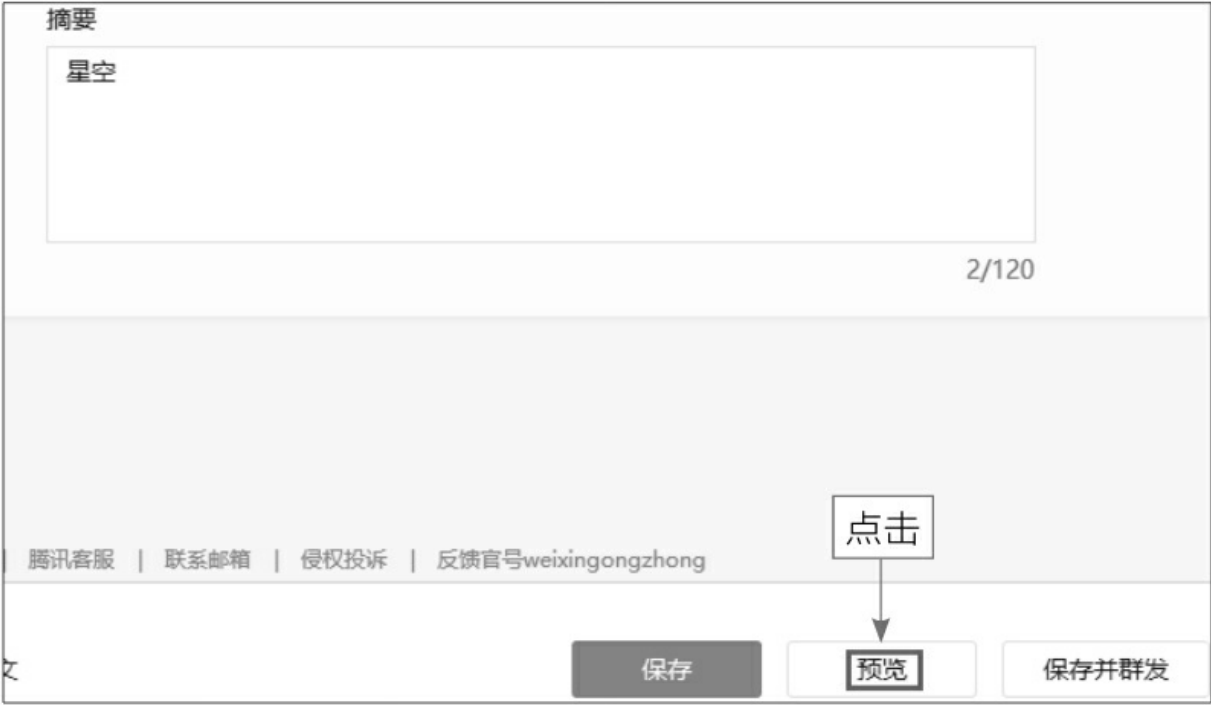 摘要
星空
2/120
点击
| 腾讯客服 | 联系邮箱 | 侵权投诉 | 反馈官号weixingongzhong
文 保存 预览 保存并群发